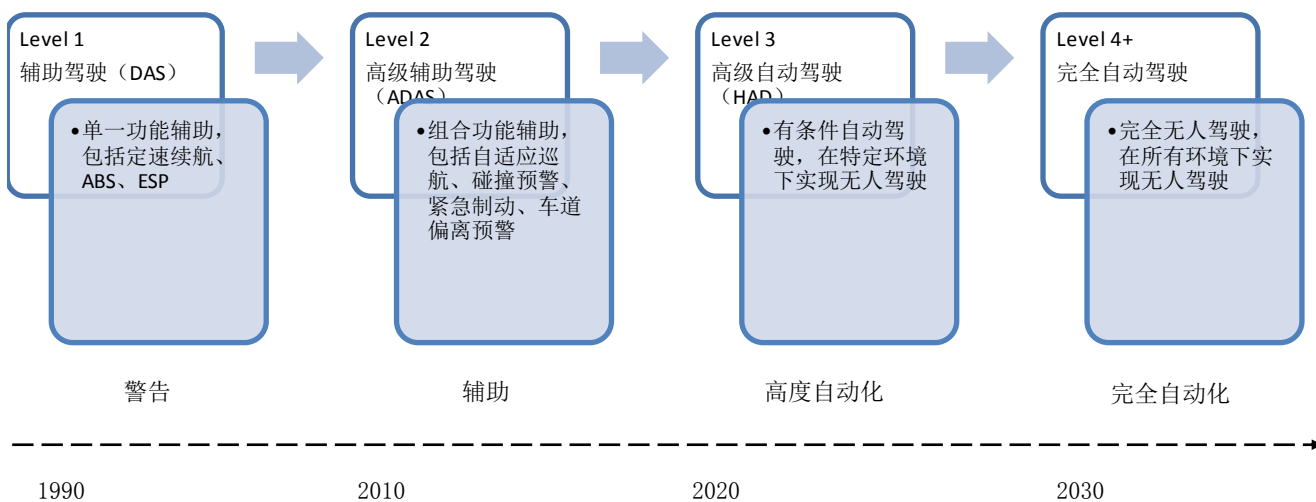 Level 1
辅助驾驶（DAS）
•单一功能辅助，
包括定速续航、
ABS、ESP
Level 2
高级辅助驾驶
（ADAS）
•组合功能辅助，
包括自适应巡
航、碰撞预警、
紧急制动、车道
偏离预警
Level 3
高级自动驾驶
（HAD）
•有条件自动驾
驶，在特定环境
下实现无人驾驶
Level 4+
完全自动驾驶
•完全无人驾驶，
在所有环境下实
现无人驾驶
警告
辅助
高度自动化
完全自动化
1990
2010
2020
2030